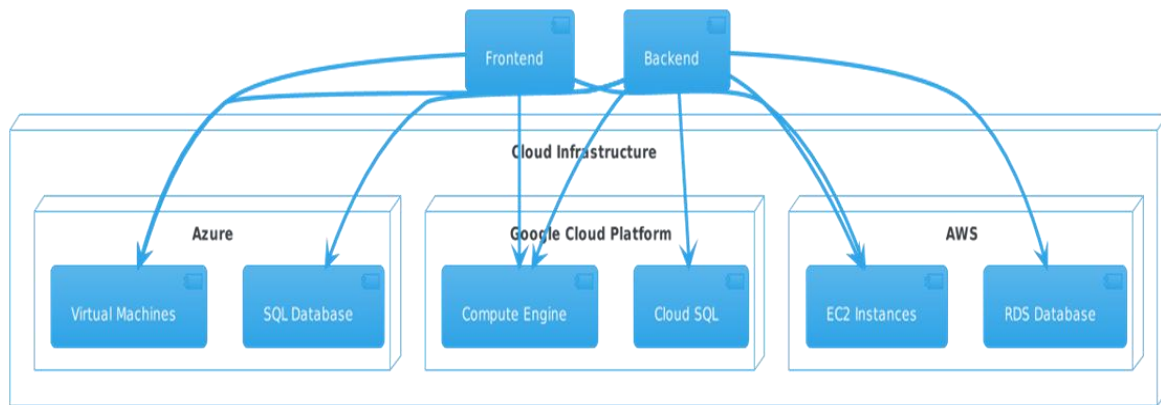 Frontend
Backend
Cloud Infrastructure
Azure
Google Cloud Platform
AWS
Virtual Machines
SQL Database
Compute Engine
Cloud SQL
EC2 Instances
RDS Database